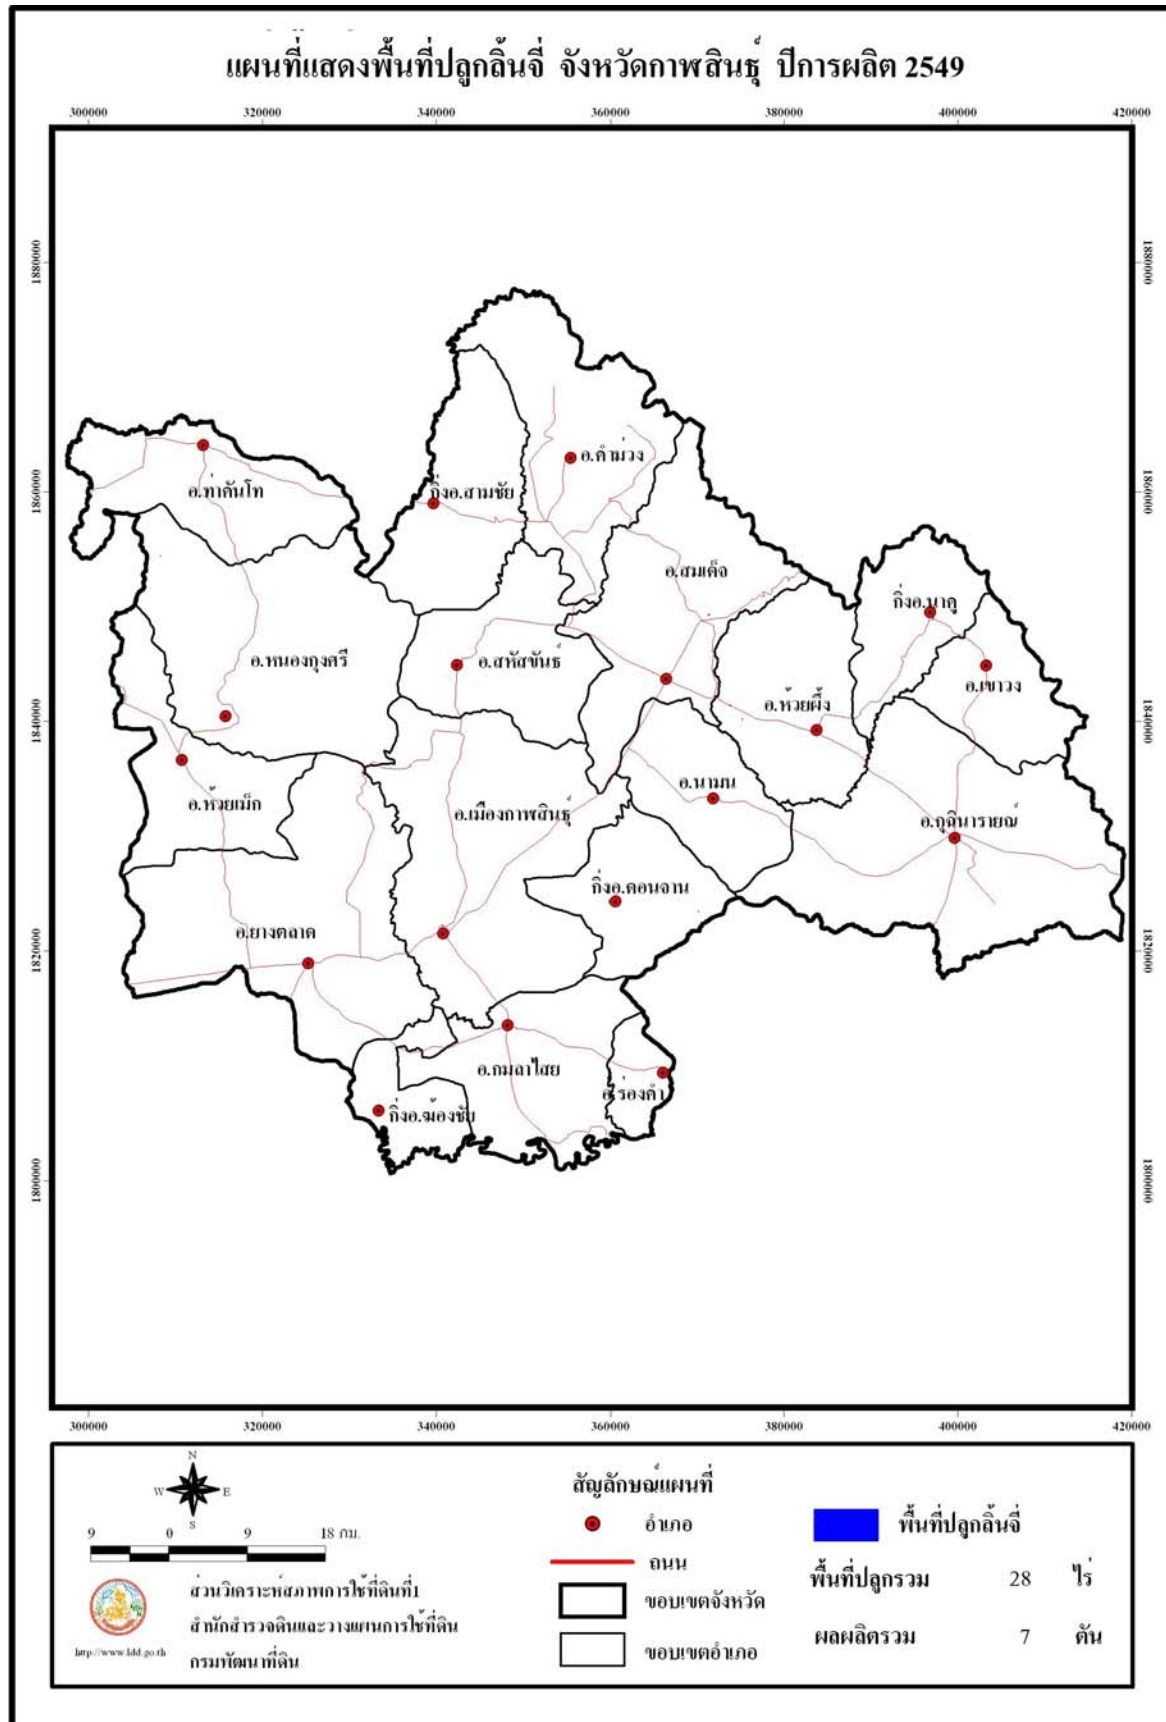 แผนที่แสดงพื้นที่ปลูกลิ้นจี่ จังหวัดกาฬสินธุ์ ปีการผลิต 2549
300000 320000 340000 360000 380000 400000 420000
1880000 1880000
อ.คำม่วง
อ.ท่าคันโท
กิ่งอ.สามชัย
1860000 1860000
อ.สมเด็จ
กิ่งอ.นาคู
อ.หนองกุงศรี
อ.สหัสขันธ์
อ.เขาวง
อ.ห้วยผึ้ง
1840000 1840000
อ.นามน
อ.ห้วยเม็ก
อ.เมืองกาฬสินธุ์
อ.กุฉินารายณ์
กิ่งอ.ดอนจาน
อ.ยางตลาด
1820000 1820000
อ.กมลาไสย
อ.ร่องคำ
กิ่งอ.ฆ้องชัย
1800000 1800000
300000 320000 340000 360000 380000 400000 420000
N
W E
S
9 0 9 18 กม.
ส่วนวิเคราะห์สภาพการใช้ที่ดินที่1
สำนักสำรวจดินและวางแผนการใช้ที่ดิน
กรมพัฒนาที่ดิน
http://www.ldd.go.th
สัญลักษณ์แผนที่
อำเภอ
ถนน
ขอบเขตจังหวัด
ขอบเขตอำเภอ
พื้นที่ปลูกลิ้นจี่
พื้นที่ปลูกรวม 28 ไร่
ผลผลิตรวม 7 ตัน